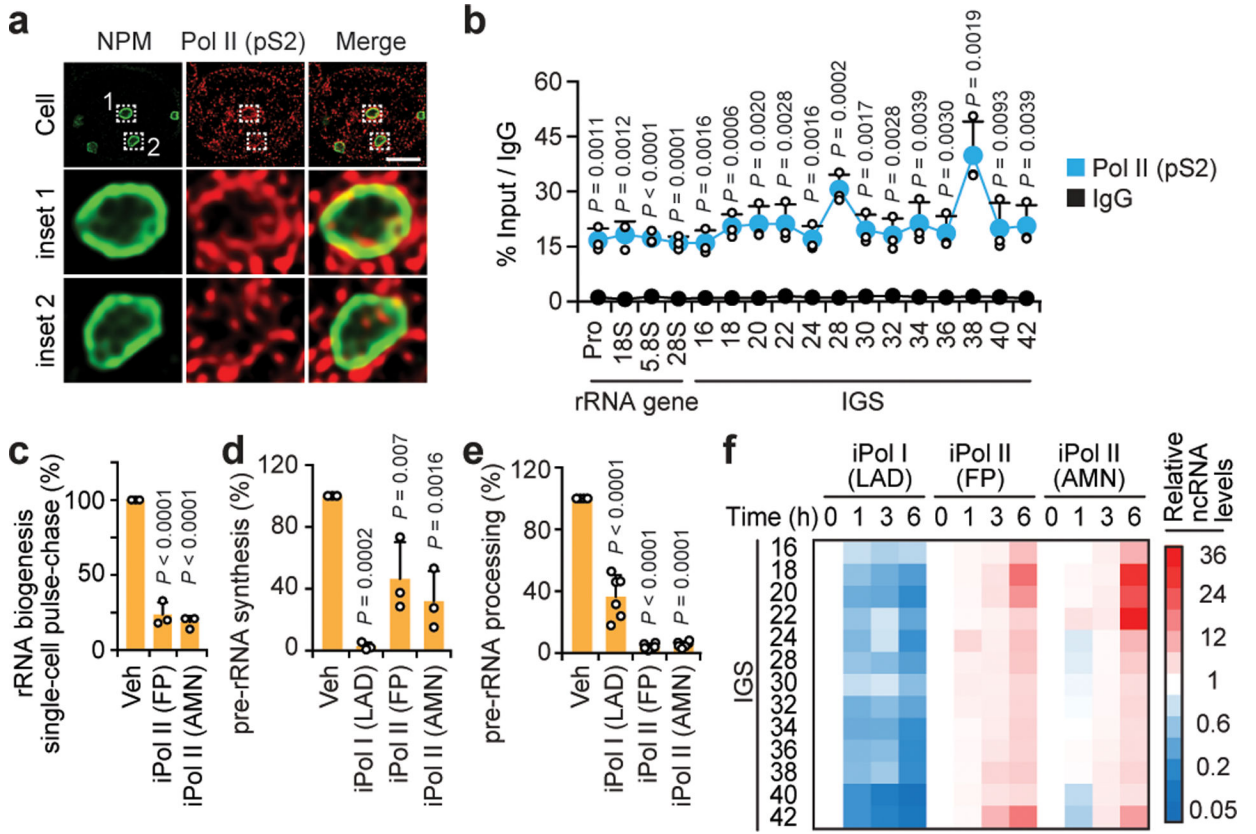 a
NPM Pol II (pS2) Merge
Cell
1
2
inset 1
inset 2
b
% Input / IgG
60
45
30
15
0
P = 0.0011
P = 0.0012
P < 0.0001
P = 0.0001
P = 0.0016
P = 0.0006
P = 0.0020
P = 0.0028
P = 0.0016
P = 0.0002
P = 0.0017
P = 0.0028
P = 0.0039
P = 0.0030
P = 0.0019
P = 0.0093
P = 0.0039
Pol II (pS2)
IgG
Pro 18S 5.8S 28S 16 18 20 22 24 28 30 32 34 36 38 40 42
rRNA gene IGS
c
rRNA biogenesis
single-cell pulse-chase (%)
100
50
0
P < 0.0001
P < 0.0001
Veh
iPol II (FP)
iPol II (AMN)
d
pre-rRNA synthesis (%)
120
80
40
0
P = 0.0002
P = 0.007
P = 0.0016
Veh
iPol I (LAD)
iPol II (FP)
iPol II (AMN)
e
pre-rRNA processing (%)
120
80
40
0
P < 0.0001
P < 0.0001
P = 0.0001
Veh
iPol I (LAD)
iPol II (FP)
iPol II (AMN)
f
iPol I iPol II iPol II
(LAD) (FP) (AMN)
Relative
ncRNA
levels
Time (h) 0 1 3 6 0 1 3 6 0 1 3 6
IGS
16
18
20
22
24
28
30
32
34
36
38
40
42
36
24
12
1
0.6
0.2
0.05